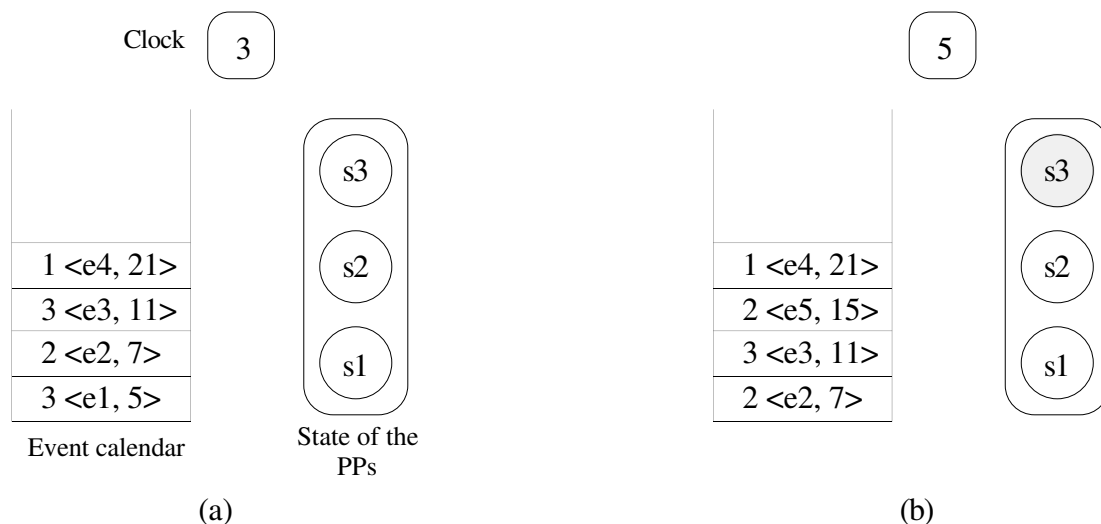 Clock
3
s3
s2
s1
1 <e4, 21>
3 <e3, 11>
2 <e2, 7>
3 <e1, 5>
Event calendar
State of the
PPs
(a)
5
s3
s2
s1
1 <e4, 21>
2 <e5, 15>
3 <e3, 11>
2 <e2, 7>
(b)